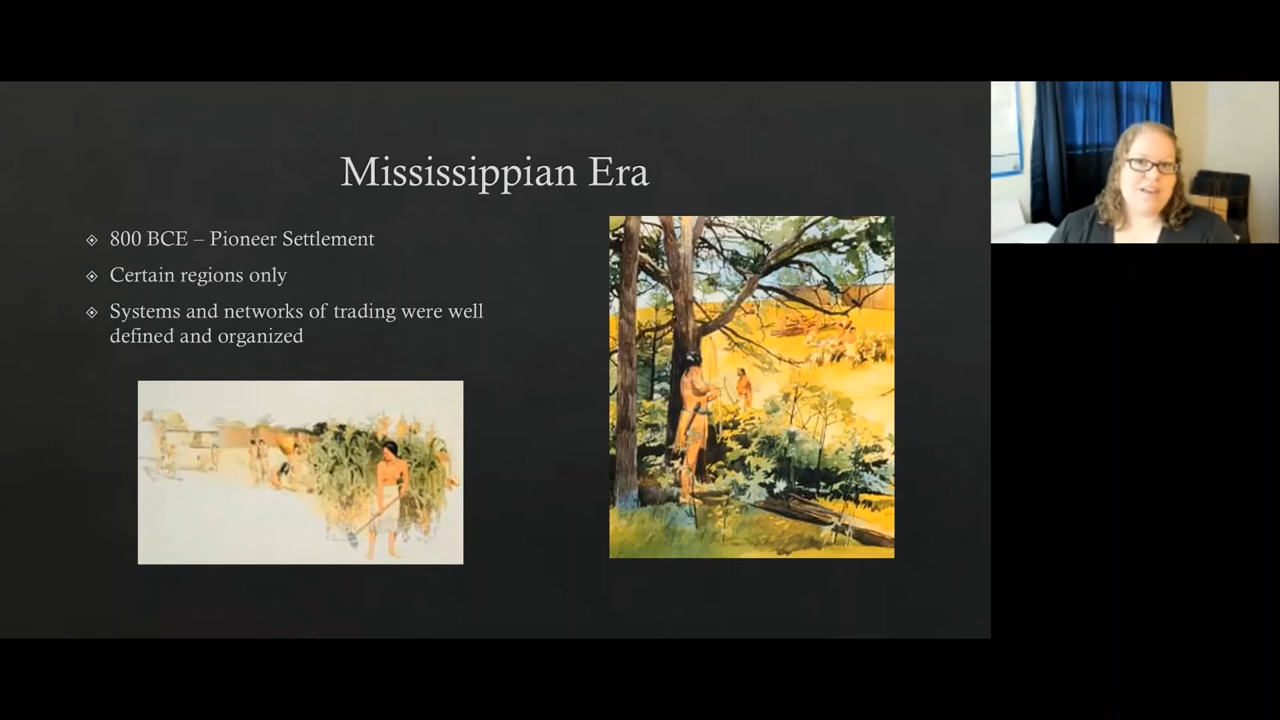 Mississippian Era
800 BCE – Pioneer Settlement
Certain regions only
Systems and networks of trading were well
defined and organized